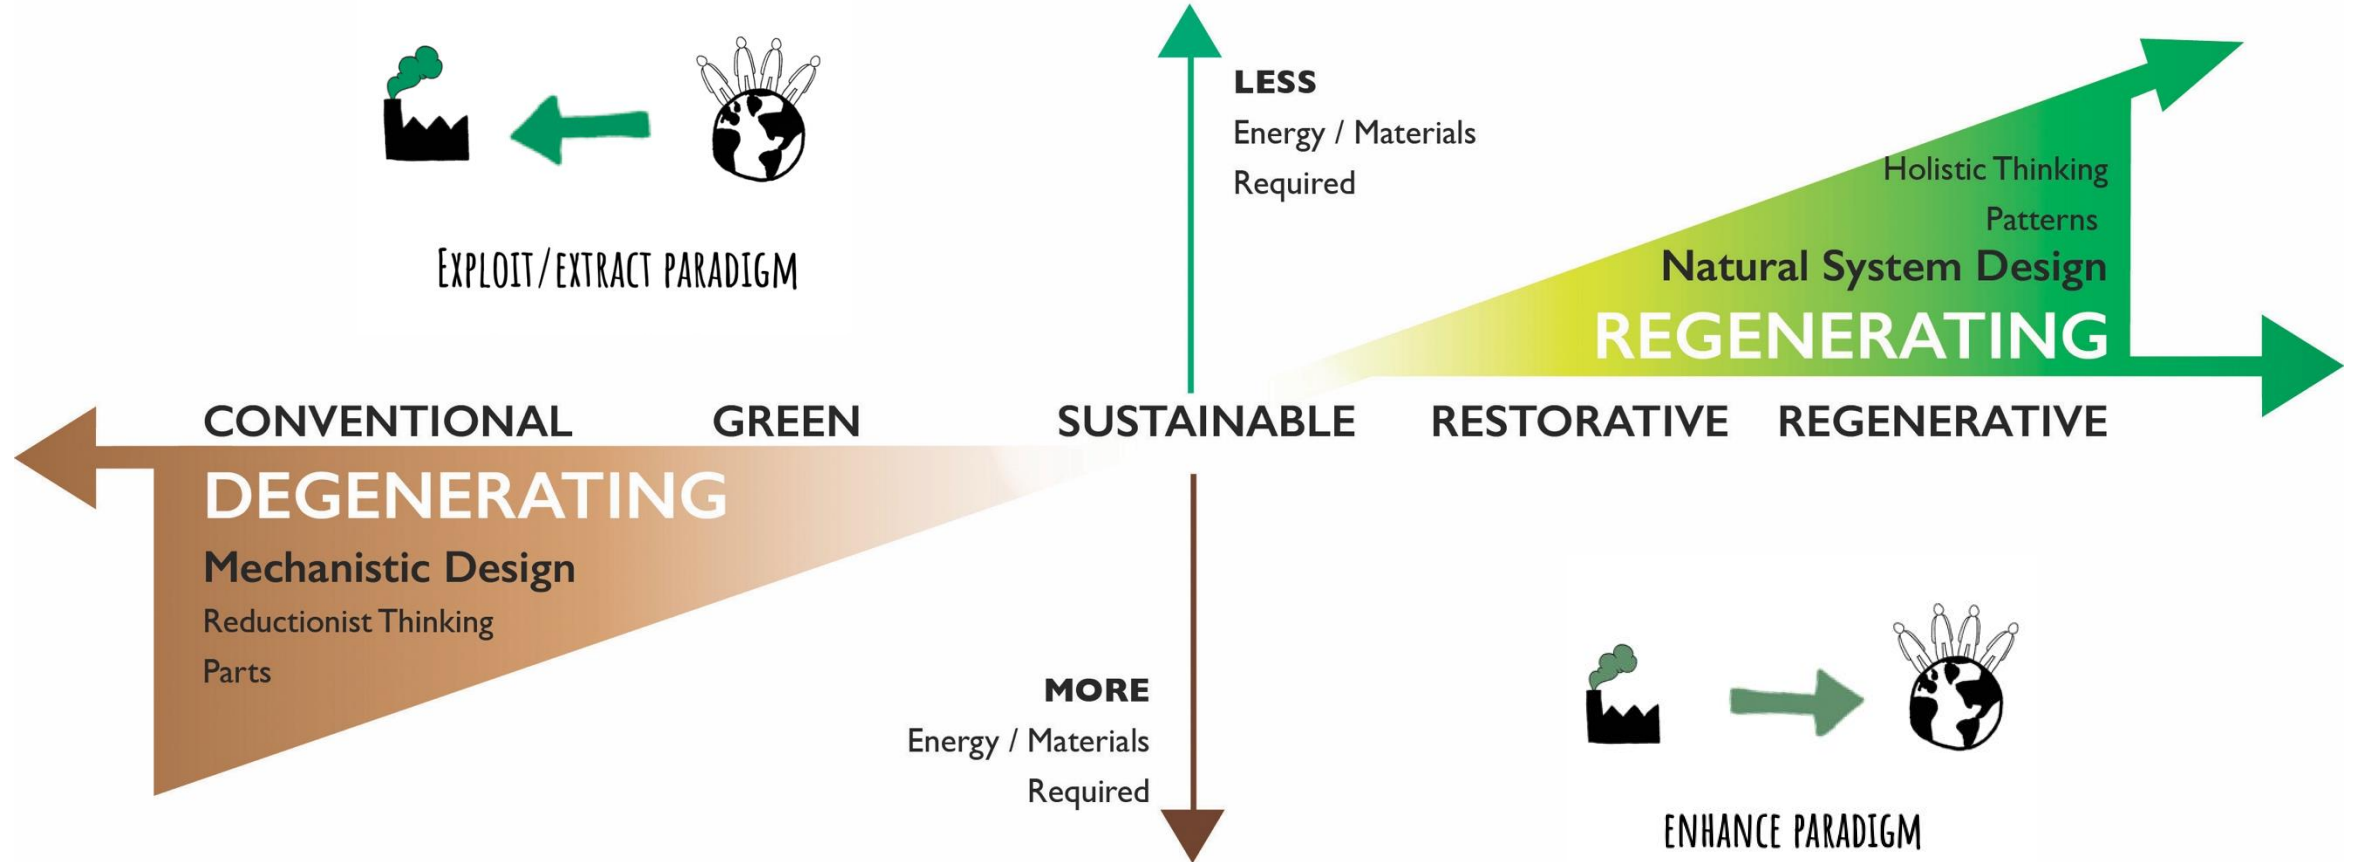 EXPLOIT/EXTRACT PARADIGM
LESS
Energy / Materials
Required
Holistic Thinking
Patterns
Natural System Design
REGENERATING
CONVENTIONAL GREEN SUSTAINABLE RESTORATIVE REGENERATIVE
DEGENERATING
Mechanistic Design
Reductionist Thinking
Parts
MORE
Energy / Materials
Required
ENHANCE PARADIGM